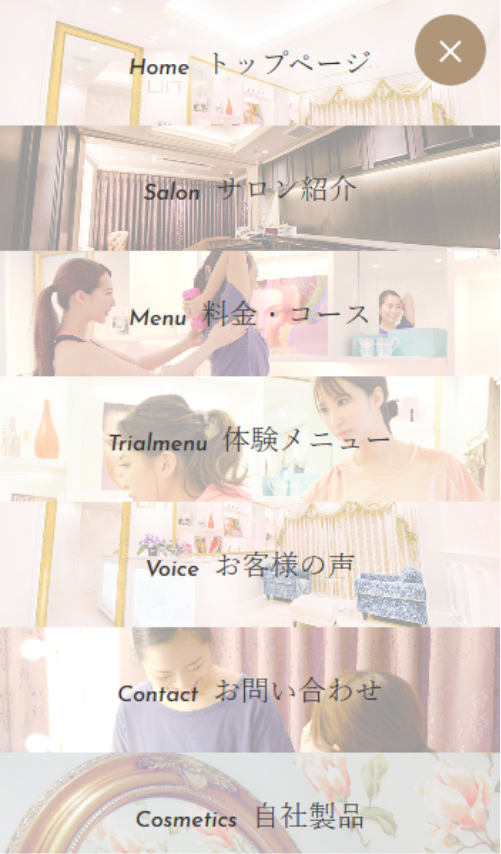 Home トップページ
Salon サロン紹介
Menu 料金・コース
Trialmenu 体験メニュー
Voice お客様の声
Contact お問い合わせ
Cosmetics 自社製品